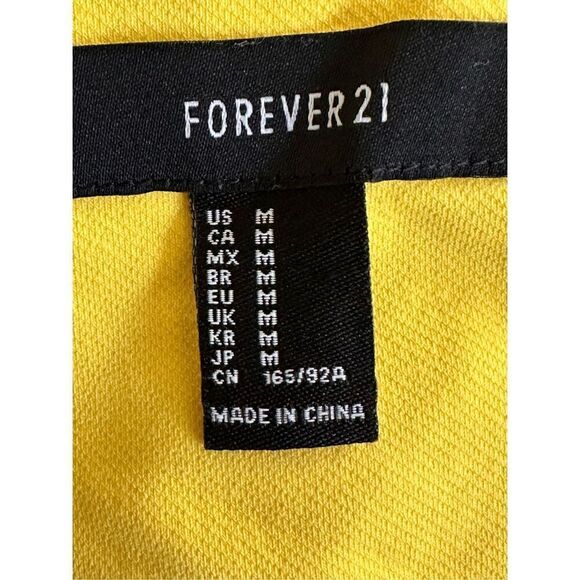 FOREVER 21
US M
CA M
MX M
BR M
EU M
UK M
KR M
JP M
CN 165/92A
MADE IN CHINA